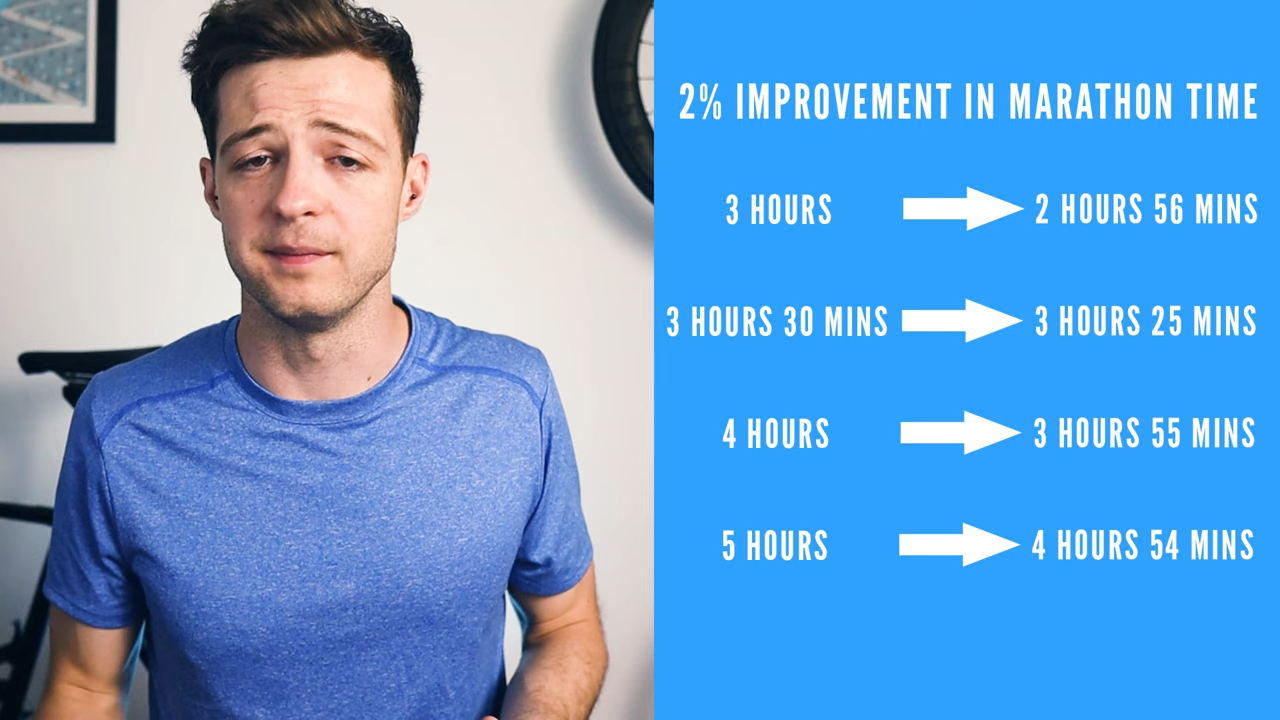 2% IMPROVEMENT IN MARATHON TIME
3 HOURS 2 HOURS 56 MINS
3 HOURS 30 MINS 3 HOURS 25 MINS
4 HOURS 3 HOURS 55 MINS
5 HOURS 4 HOURS 54 MINS